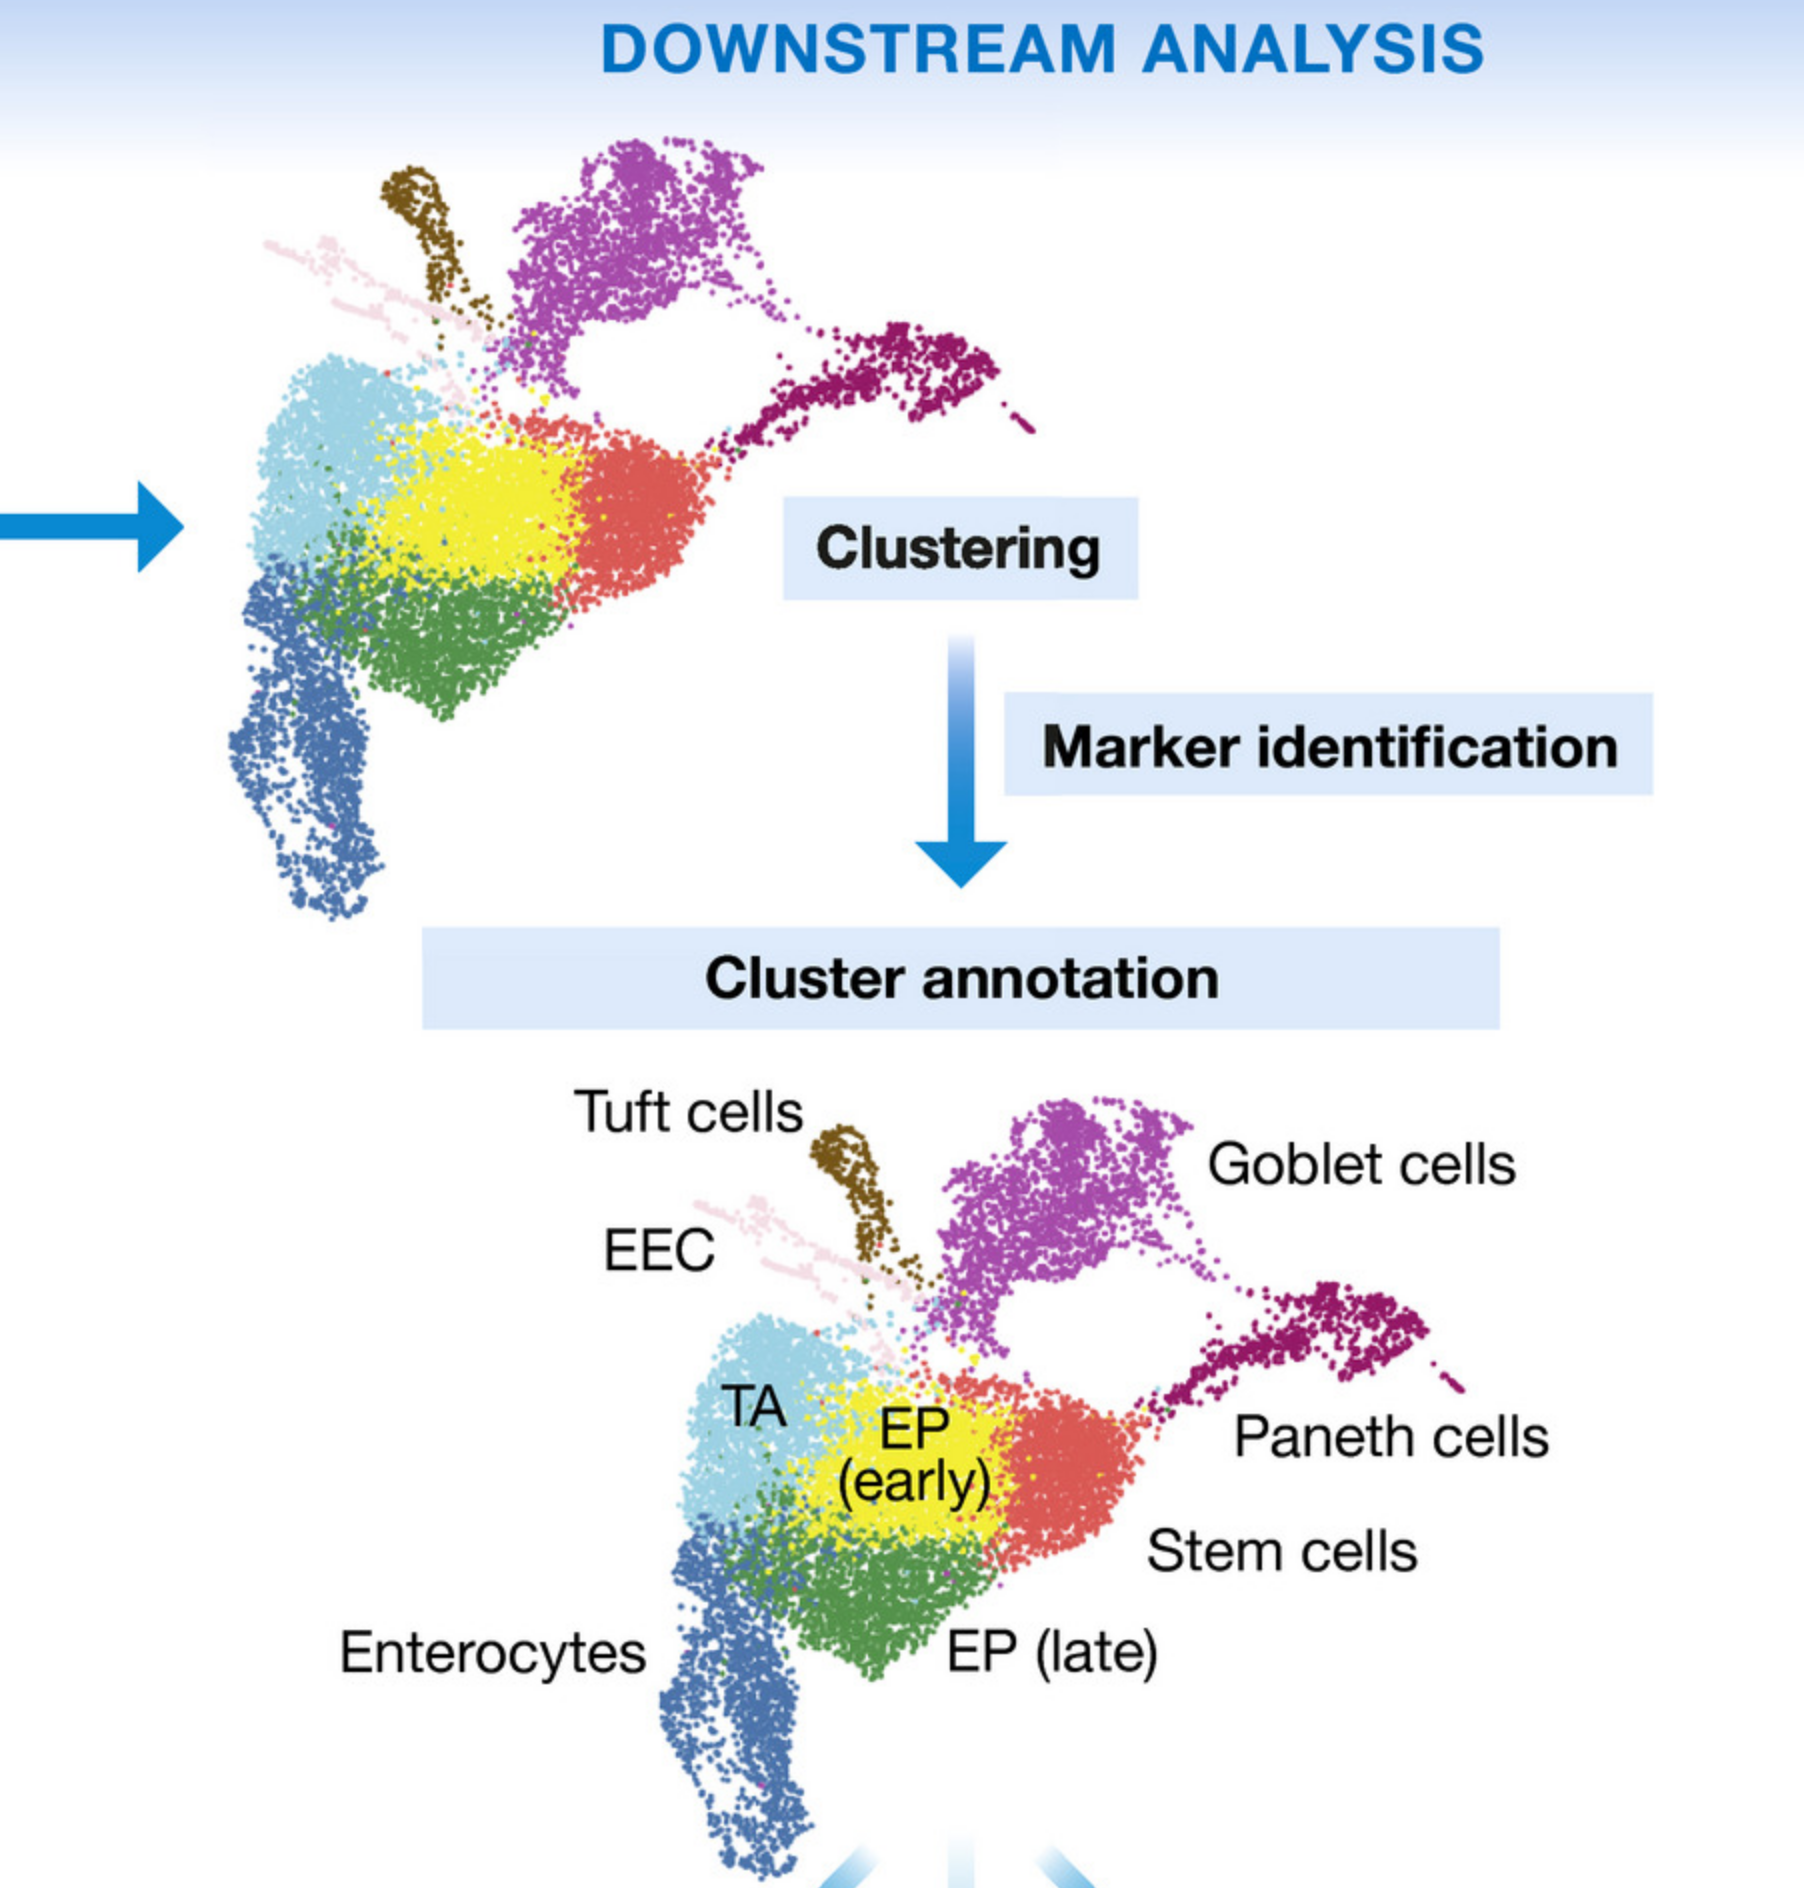 DOWNSTREAM ANALYSIS
Clustering
Marker identification
Cluster annotation
Tuft cells
Goblet cells
EEC
TA
EP
(early)
Paneth cells
Stem cells
Enterocytes
EP (late)